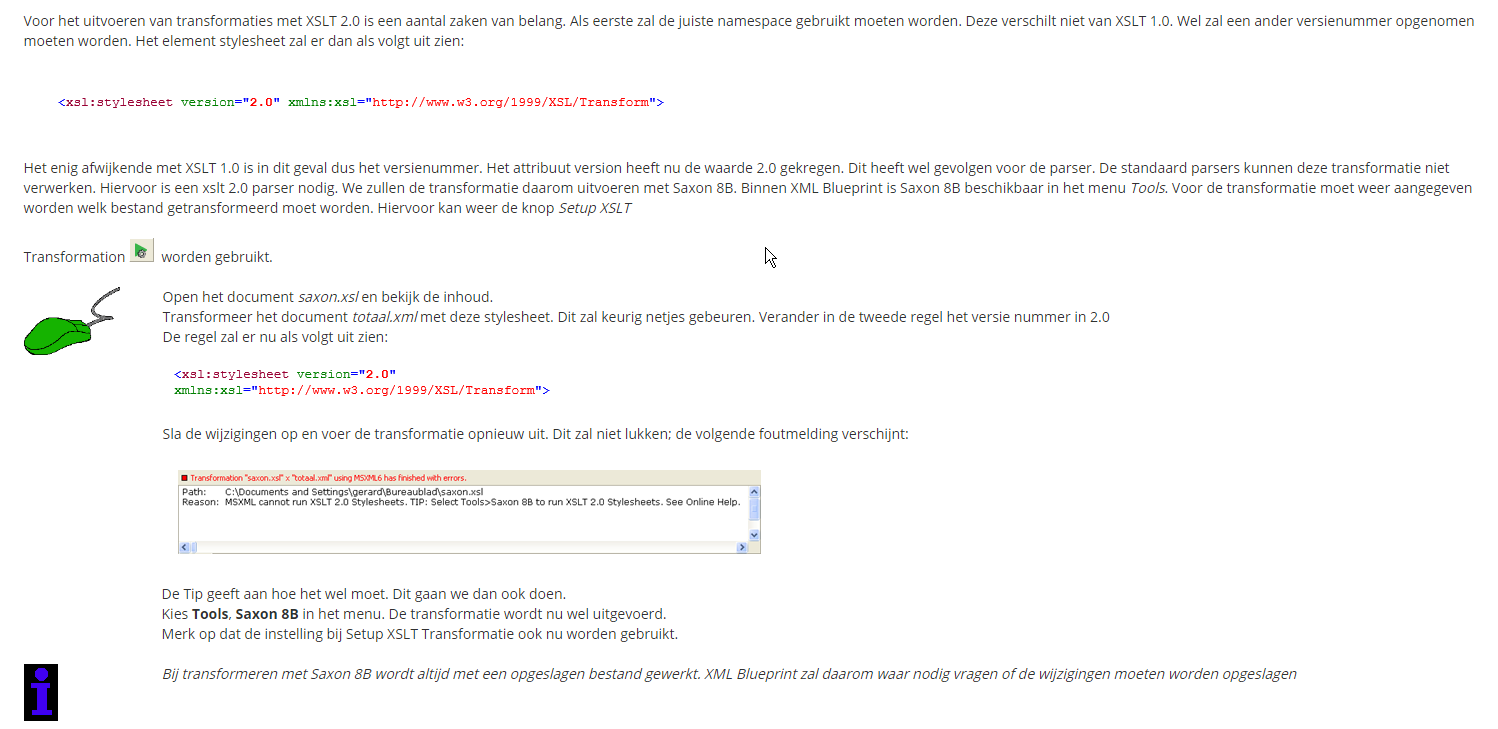 Voor het uitvoeren van transformaties met XSLT 2.0 is een aantal zaken van belang. Als eerste zal de juiste namespace gebruikt moeten worden. Deze verschilt niet van XSLT 1.0. Wel zal een ander versienummer opgenomen
moeten worden. Het element stylesheet zal er dan als volgt uit zien:
<xsl:stylesheet version="2.0" xmlns:xsl="http://www.w3.org/1999/XSL/Transform">
Het enig afwijkende met XSLT 1.0 is in dit geval dus het versienummer. Het attribuut version heeft nu de waarde 2.0 gekregen. Dit heeft wel gevolgen voor de parser. De standaard parsers kunnen deze transformatie niet
verwerken. Hiervoor is een xslt 2.0 parser nodig. We zullen de transformatie daarom uitvoeren met Saxon 8B. Binnen XML Blueprint is Saxon 8B beschikbaar in het menu Tools. Voor de transformatie moet weer aangegeven
worden welk bestand getransformeerd moet worden. Hiervoor kan weer de knop Setup XSLT
Transformation worden gebruikt.
Open het document saxon.xsl en bekijk de inhoud.
Transformeer het document totaal.xml met deze stylesheet. Dit zal keurig netjes gebeuren. Verander in de tweede regel het versie nummer in 2.0
De regel zal er nu als volgt uit zien:
<xsl:stylesheet version="2.0"
xmlns:xsl="http://www.w3.org/1999/XSL/Transform">
Sla de wijzigingen op en voer de transformatie opnieuw uit. Dit zal niet lukken; de volgende foutmelding verschijnt:
Transformation "saxon.xsl" x "totaal.xml" using MSXML6 has finished with errors.
Path: C:\Documents and Settings\gerard\Bureaublad\saxon.xsl
Reason: MSXML cannot run XSLT 2.0 Stylesheets. TIP: Select Tools>Saxon 8B to run XSLT 2.0 Stylesheets. See Online Help.
De Tip geeft aan hoe het wel moet. Dit gaan we dan ook doen.
Kies Tools, Saxon 8B in het menu. De transformatie wordt nu wel uitgevoerd.
Merk op dat de instelling bij Setup XSLT Transformatie ook nu worden gebruikt.
Bij transformeren met Saxon 8B wordt altijd met een opgeslagen bestand gewerkt. XML Blueprint zal daarom waar nodig vragen of de wijzigingen moeten worden opgeslagen